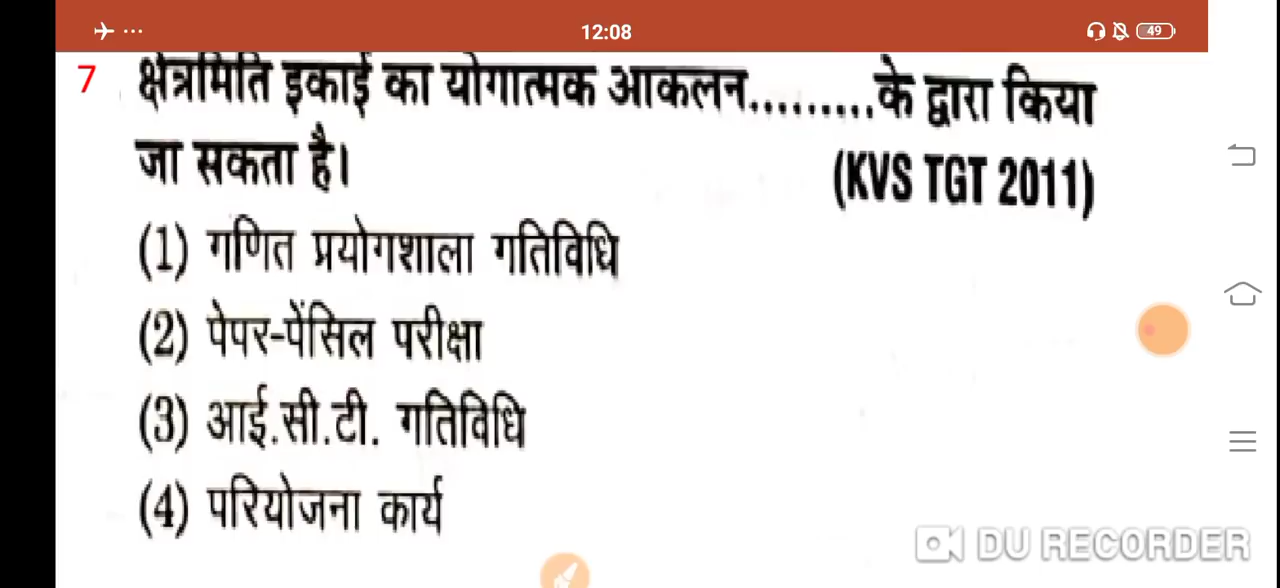 12:08
49
7 क्षेत्रमिति इकाई का योगात्मक आकलन.........के द्वारा किया
जा सकता है।
(KVS TGT 2011)
(1) गणित प्रयोगशाला गतिविधि
(2) पेपर-पेंसिल परीक्षा
(3) आई.सी.टी. गतिविधि
(4) परियोजना कार्य
DU RECORDER